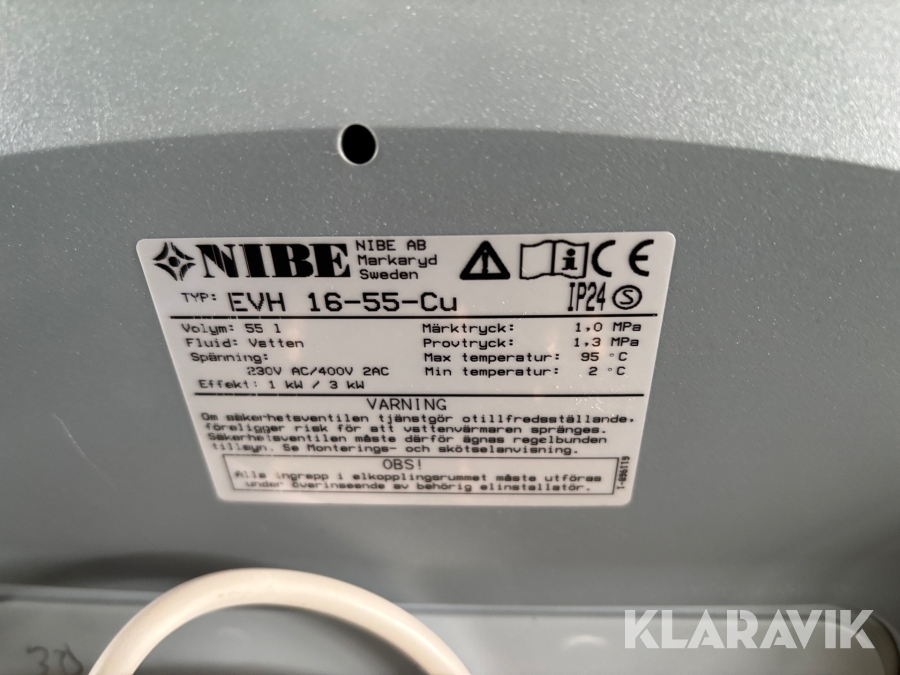 NIBE
NIBE AB
Markaryd
Sweden
CE
TYP: EVH 16-55-Cu
IP24 S
Volym: 55 l
Fluid: Vatten
Spänning:
230V AC/400V 2AC
Effekt: 1 kW / 3 kW
Märktryck: 1,0 MPa
Provtryck: 1,3 MPa
Max temperatur: 95 °C
Min temperatur: 2 °C
VARNING
Om säkerhetsventilen tjänstgör otillfredsställande,
föreligger risk för att vattenvärmaren spränges.
Säkerhetsventilen måste därför ägnas regelbunden
tillsyn. Se Monterings- och skötselanvisning.
OBS!
Alla ingrepp i elkopplingsrummet måste utföras
under överinseende av behörig elinstallatör.
KLARAVIK